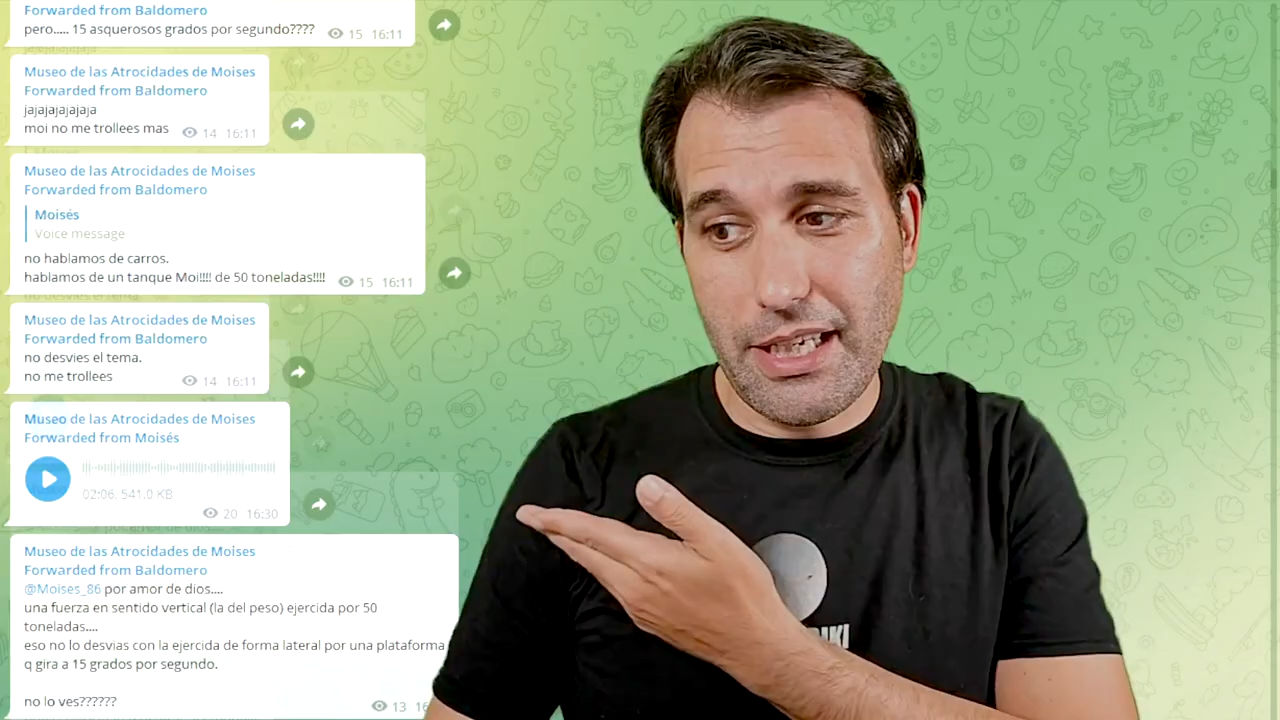 Forwarded from Baldomero
pero..... 15 asquerosos grados por segundo???? 15 16:11
Museo de las Atrocidades de Moises
Forwarded from Baldomero
jajajajajaja
moi no me trollees mas 14 16:11
Museo de las Atrocidades de Moises
Forwarded from Baldomero
Moisés
Voice message
no hablamos de carros.
hablamos de un tanque Moi!!!! de 50 toneladas!!!! 15 16:11
Museo de las Atrocidades de Moises
Forwarded from Baldomero
no desvies el tema.
no me trollees 14 16:11
Museo de las Atrocidades de Moises
Forwarded from Moisés
02:06, 541.0 KB
20 16:30
Museo de las Atrocidades de Moises
Forwarded from Baldomero
@Moises_86 por amor de dios....
una fuerza en sentido vertical (la del peso) ejercida por 50
toneladas....
eso no lo desvias con la ejercida de forma lateral por una plataforma
q gira a 15 grados por segundo.
no lo ves?????? 13 16